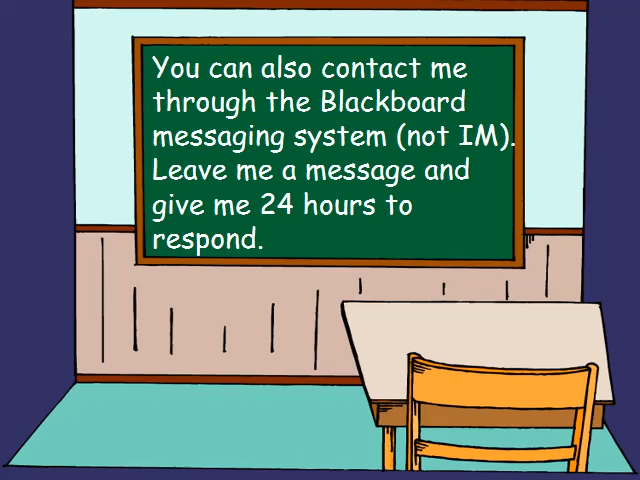 You can also contact me
through the Blackboard
messaging system (not IM).
Leave me a message and
give me 24 hours to
respond.